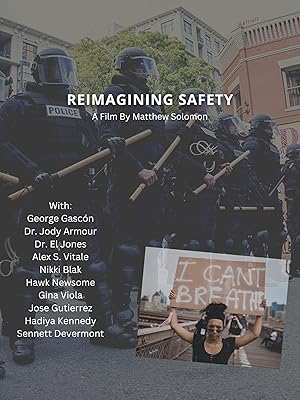 POLICE
REIMAGINING SAFETY
A Film By Matthew Solomon
With:
George Gascón
Dr. Jody Armour
Dr. El Jones
Alex S. Vitale
Nikki Blak
Hawk Newsome
Gina Viola
Jose Gutierrez
Hadiya Kennedy
Sennett Devermont
I CAN'T
BREATHE